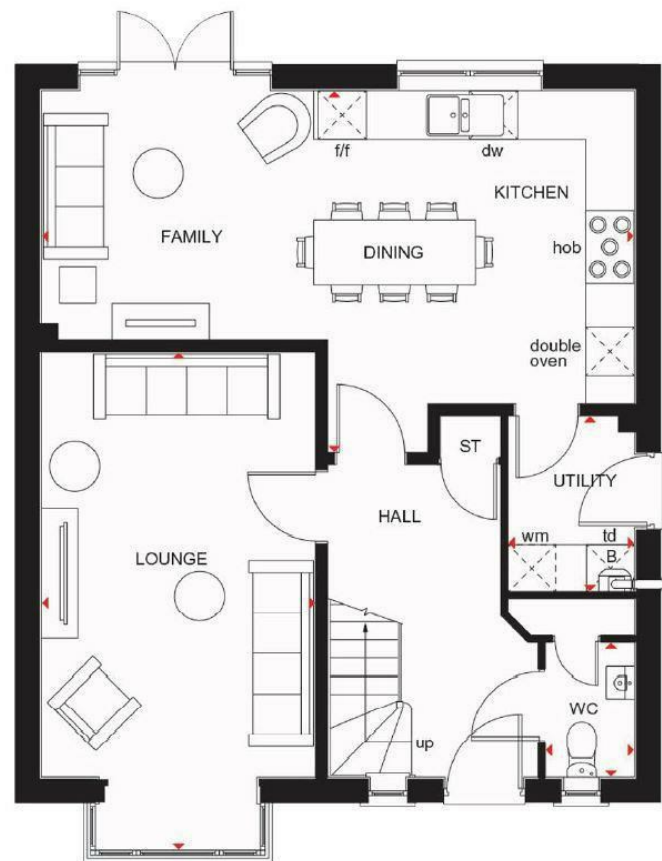 f/f
dw
KITCHEN
FAMILY
DINING
hob
double
oven
ST
UTILITY
HALL
wm
td
B
LOUNGE
WC
up